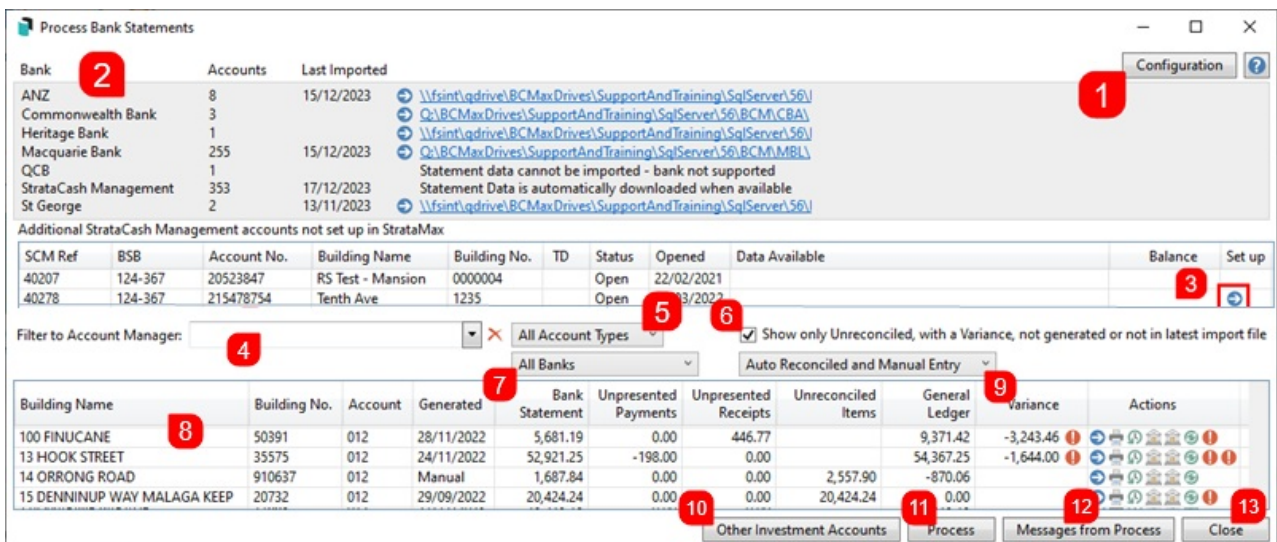 Process Bank Statements
Configuration
1
Bank Accounts Last Imported
2
ANZ 8 15/12/2023 \\fsint\qdrive\BCMaxDrives\SupportAndTraining\SqlServer\56\
Commonwealth Bank 3 Q:\BCMaxDrives\SupportAndTraining\SqlServer\56\BCM\CBA\
Heritage Bank 1 \\fsint\qdrive\BCMaxDrives\SupportAndTraining\SqlServer\56\
Macquarie Bank 255 15/12/2023 Q:\BCMaxDrives\SupportAndTraining\SqlServer\56\BCM\MBL\
QCB 1 Statement data cannot be imported - bank not supported
StrataCash Management 353 17/12/2023 Statement Data is automatically downloaded when available
St George 2 13/11/2023 \\fsint\qdrive\BCMaxDrives\SupportAndTraining\SqlServer\56\
Additional StrataCash Management accounts not set up in StrataMax
SCM Ref BSB Account No. Building Name Building No. TD Status Opened Data Available Balance Set up
40207 124-367 20523847 RS Test - Mansion 0000004 Open 22/02/2021
40278 124-367 215478754 Tenth Ave 1235 Open
3
Filter to Account Manager: All Account Types Show only Unreconciled, with a Variance, not generated or not in latest import file
4 5 6
All Banks Auto Reconciled and Manual Entry
7 9
Building Name Building No. Account Generated Bank Statement Unpresented Payments Unpresented Receipts Unreconciled Items General Ledger Variance Actions
8
100 FINUCANE 50391 012 28/11/2022 5,681.19 0.00 446.77 9,371.42 -3,243.46
13 HOOK STREET 35575 012 24/11/2022 52,921.25 -198.00 0.00 54,367.25 -1,644.00
14 ORRONG ROAD 910637 012 Manual 1,687.84 0.00 0.00 2,557.90 -870.06
15 DENNINUP WAY MALAGA KEEP 20732 012 29/09/2022 20,424.24 0.00 0.00 20,424.24 0.00
10 11 12 13
Other Investment Accounts Process Messages from Process Close